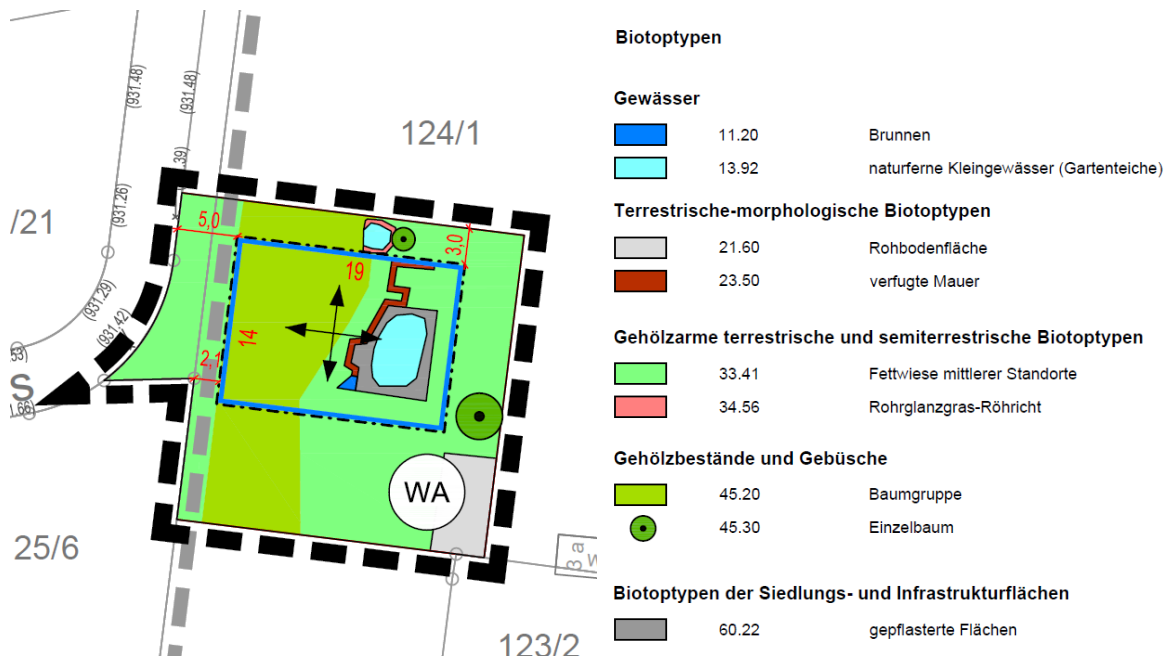 (931.48)
(931.48)
.39)
(931.26)
(931.29)
(931.42)
53)
S
1.66)
/21
124/1
5,0
3,0
19
14
2,1
WA
25/6
123/2
3 a
w
Biotoptypen
Gewässer
11.20 Brunnen
13.92 naturferne Kleingewässer (Gartenteiche)
Terrestrische-morphologische Biotoptypen
21.60 Rohbodenfläche
23.50 verfugte Mauer
Gehölzarme terrestrische und semiterrestrische Biotoptypen
33.41 Fettwiese mittlerer Standorte
34.56 Rohrglanzgras-Röhricht
Gehölzbestände und Gebüsche
45.20 Baumgruppe
45.30 Einzelbaum
Biotoptypen der Siedlungs- und Infrastrukturflächen
60.22 gepflasterte Flächen